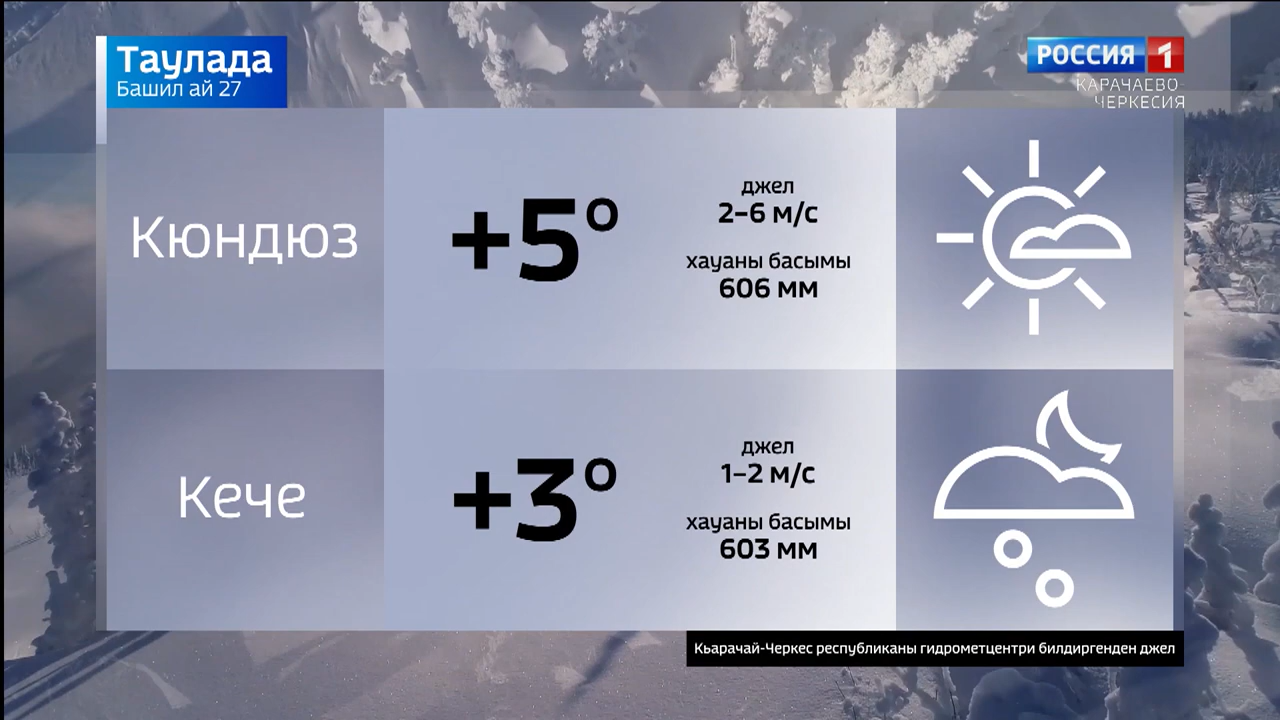 Таулада
Башил ай 27
РОССИЯ 1
КАРАЧАЕВО-
ЧЕРКЕСИЯ
Кюндюз
+5°
джел
2–6 м/с
хауаны басымы
606 мм
Кече
+3°
джел
1–2 м/с
хауаны басымы
603 мм
Къарачай-Черкес республиканы гидрометцентри билдиргенден джел